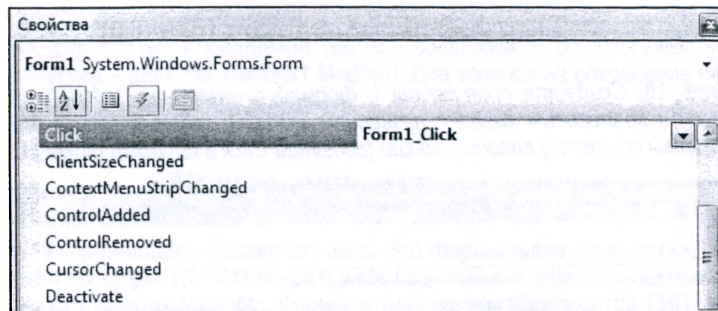 Свойства
Form1 System.Windows.Forms.Form
Click Form1_Click
ClientSizeChanged
ContextMenuStripChanged
ControlAdded
ControlRemoved
CursorChanged
Deactivate